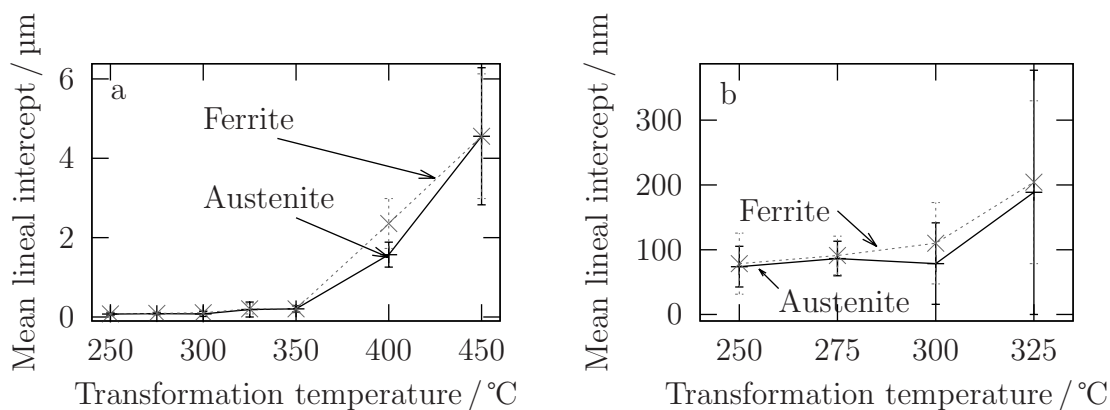 Mean lineal intercept / µm
6
4
2
0
a
Ferrite
Austenite
250 300 350 400 450
Transformation temperature / °C
Mean lineal intercept / nm
300
200
100
0
b
Ferrite
Austenite
250 275 300 325
Transformation temperature / °C